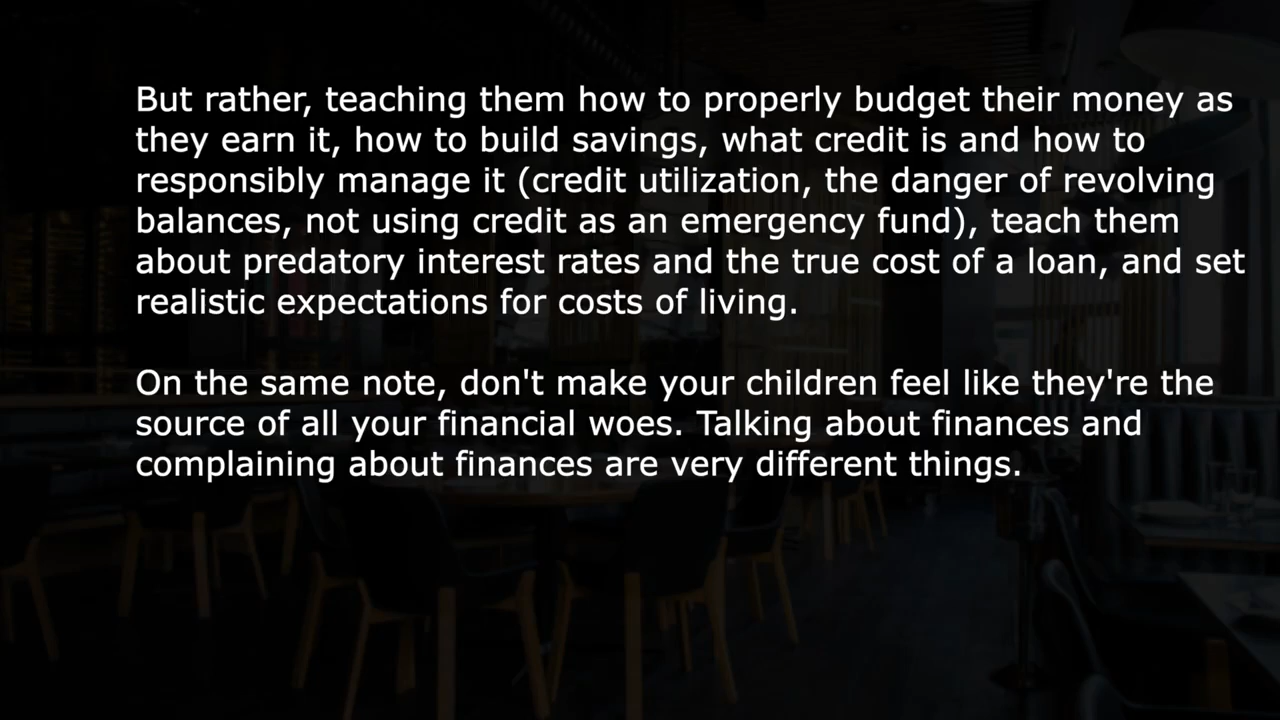 But rather, teaching them how to properly budget their money as
they earn it, how to build savings, what credit is and how to
responsibly manage it (credit utilization, the danger of revolving
balances, not using credit as an emergency fund), teach them
about predatory interest rates and the true cost of a loan, and set
realistic expectations for costs of living.
On the same note, don't make your children feel like they're the
source of all your financial woes. Talking about finances and
complaining about finances are very different things.